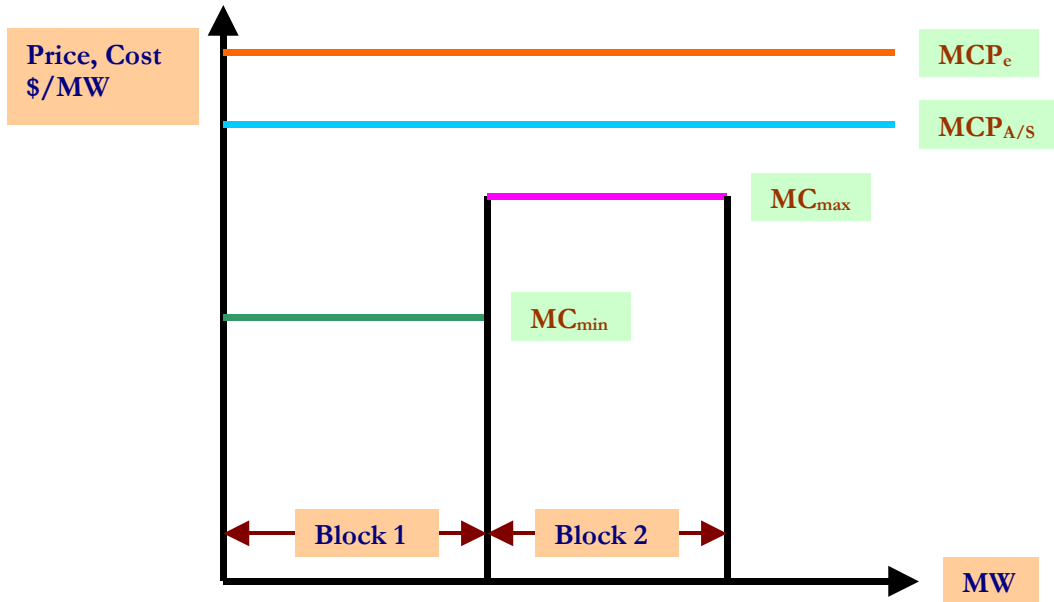 Price, Cost
$/MW
MCPe
MCPA/S
MCmax
MCmin
Block 1
Block 2
MW